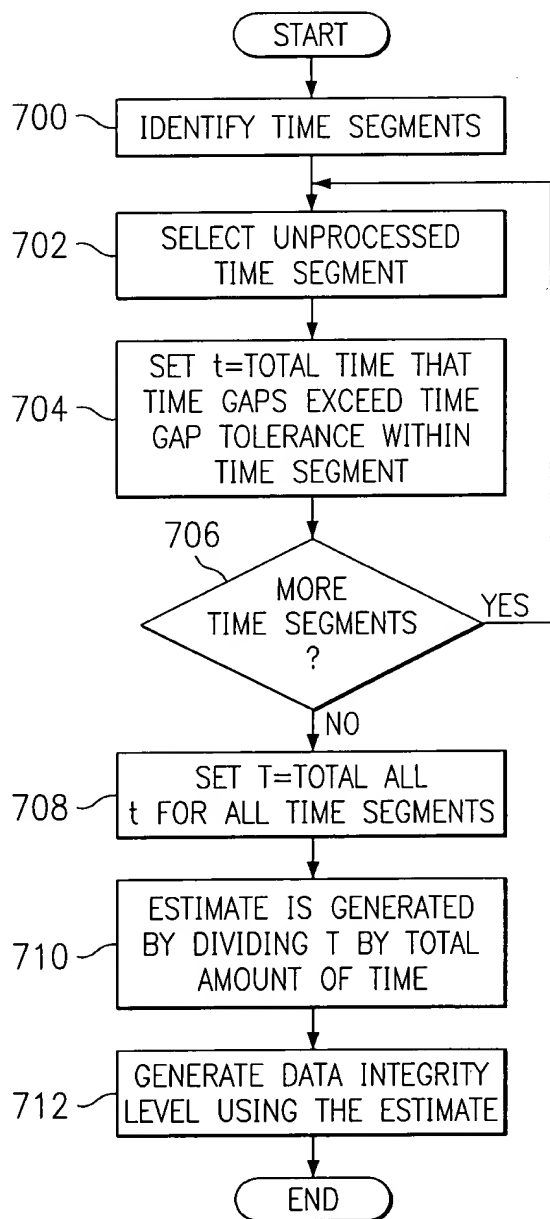 START
700
IDENTIFY TIME SEGMENTS
702
SELECT UNPROCESSED
TIME SEGMENT
704
SET t=TOTAL TIME THAT
TIME GAPS EXCEED TIME
GAP TOLERANCE WITHIN
TIME SEGMENT
706
MORE
TIME SEGMENTS
?
YES
NO
708
SET T=TOTAL ALL
t FOR ALL TIME SEGMENTS
710
ESTIMATE IS GENERATED
BY DIVIDING T BY TOTAL
AMOUNT OF TIME
712
GENERATE DATA INTEGRITY
LEVEL USING THE ESTIMATE
END